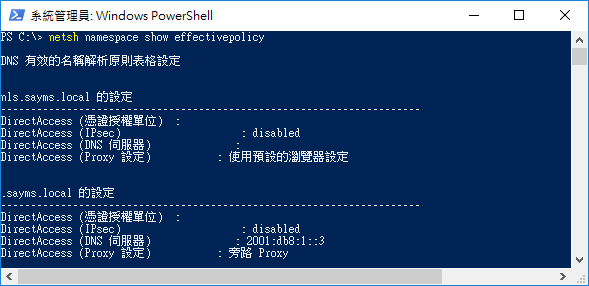 系統管理員: Windows PowerShell
PS C:\> netsh namespace show effectivepolicy
DNS 有效的名稱解析原則表格設定
nls.sayms.local 的設定
----------------------------------------------------------------------
DirectAccess (憑證授權單位) :
DirectAccess (IPsec) : disabled
DirectAccess (DNS 伺服器) :
DirectAccess (Proxy 設定) : 使用預設的瀏覽器設定
.sayms.local 的設定
----------------------------------------------------------------------
DirectAccess (憑證授權單位) :
DirectAccess (IPsec) : disabled
DirectAccess (DNS 伺服器) : 2001:db8:1::3
DirectAccess (Proxy 設定) : 旁路 Proxy